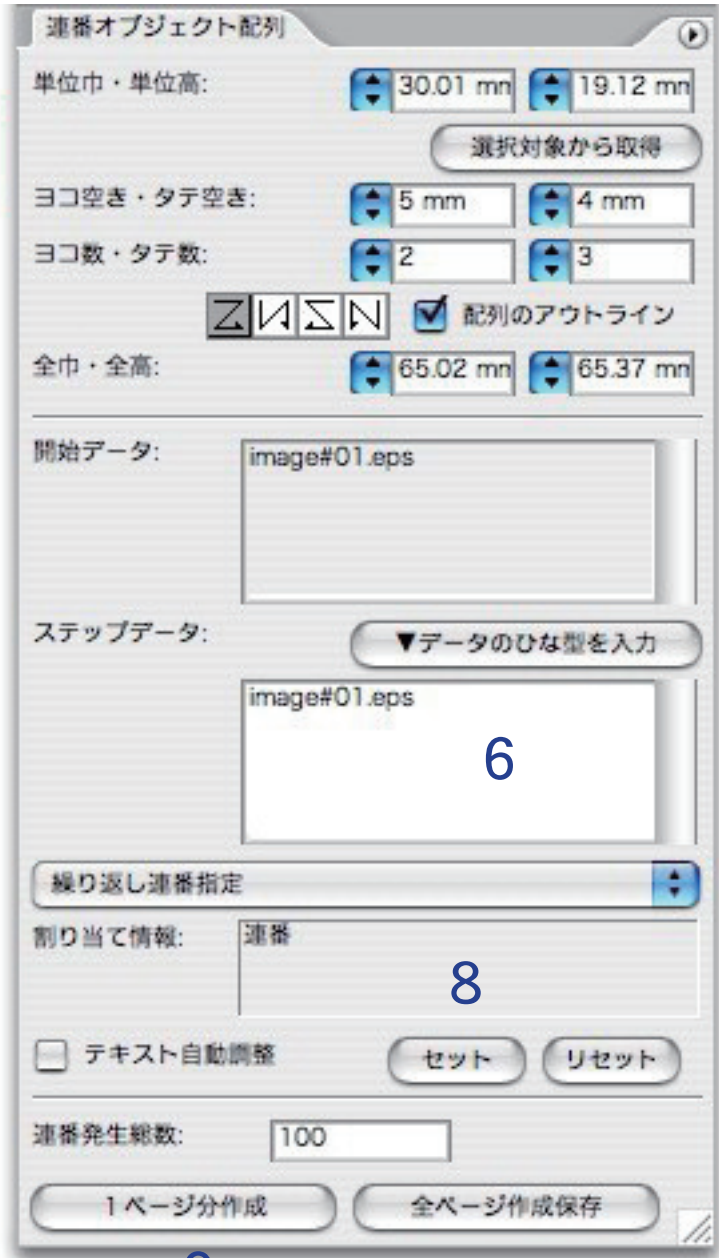 連番オブジェクト配列
単位巾・単位高: 30.01 mm 19.12 mm
選択対象から取得
ヨコ空き・タテ空き: 5 mm 4 mm
ヨコ数・タテ数: 2 3
配列のアウトライン
全巾・全高: 65.02 mm 65.37 mm
開始データ: image#01.eps
ステップデータ: ▼データのひな型を入力
image#01.eps
6
繰り返し連番指定
割り当て情報: 連番
8
テキスト自動調整 セット リセット
連番発生総数: 100
1ページ分作成 全ページ作成保存